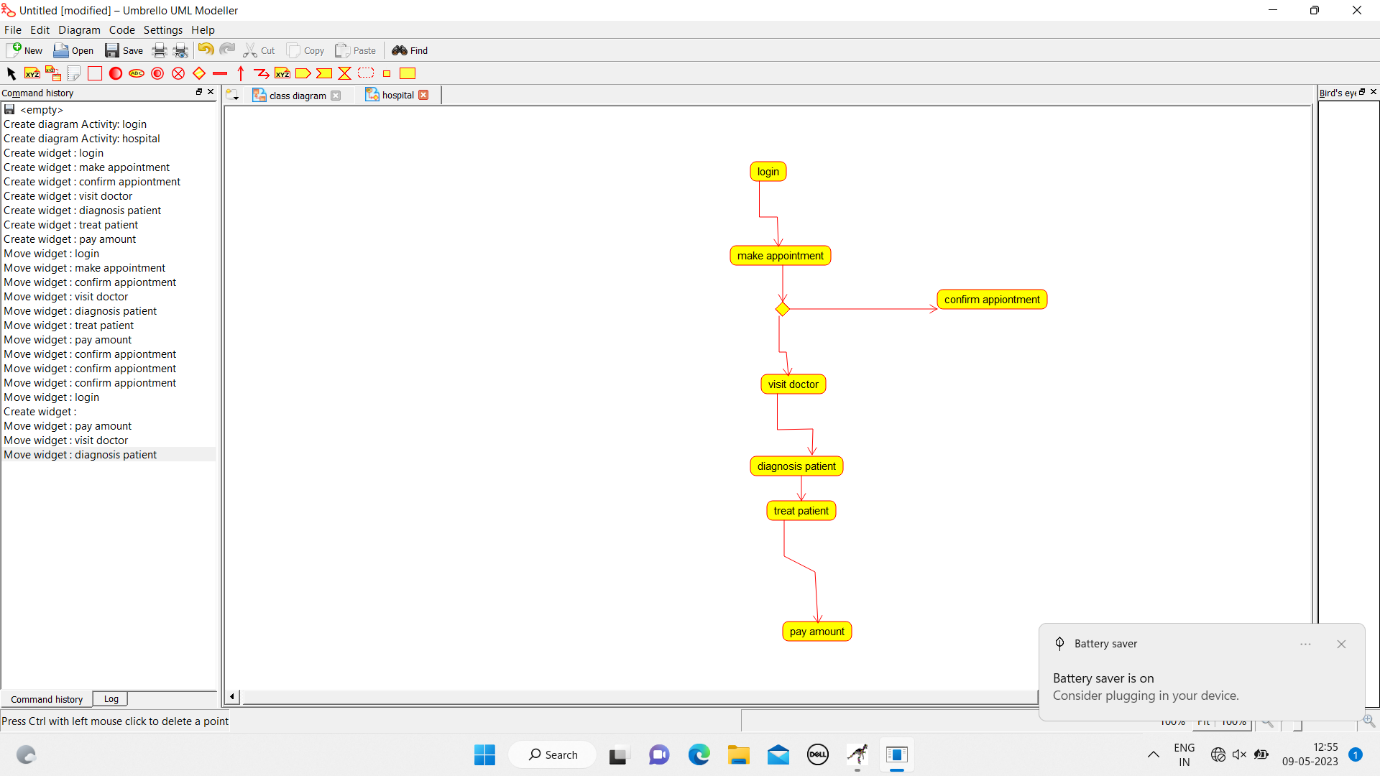 Untitled [modified] – Umbrello UML Modeller
File Edit Diagram Code Settings Help
New Open Save Cut Copy Paste Find
XYZ ABC XYZ
Command history
class diagram hospital
<empty>
Create diagram Activity: login
Create diagram Activity: hospital
Create widget : login
Create widget : make appointment
Create widget : confirm appiontment
Create widget : visit doctor
Create widget : diagnosis patient
Create widget : treat patient
Create widget : pay amount
Move widget : login
Move widget : make appointment
Move widget : confirm appiontment
Move widget : visit doctor
Move widget : diagnosis patient
Move widget : treat patient
Move widget : pay amount
Move widget : confirm appiontment
Move widget : confirm appiontment
Move widget : confirm appiontment
Move widget : login
Create widget :
Move widget : pay amount
Move widget : visit doctor
Move widget : diagnosis patient
Command history Log
login
make appointment
confirm appiontment
visit doctor
diagnosis patient
treat patient
pay amount
Bird's
Battery saver
Battery saver is on
Consider plugging in your device.
Press Ctrl with left mouse click to delete a point
100% Fit 100%
Search
DELL
ENG
IN
12:55
09-05-2023
1